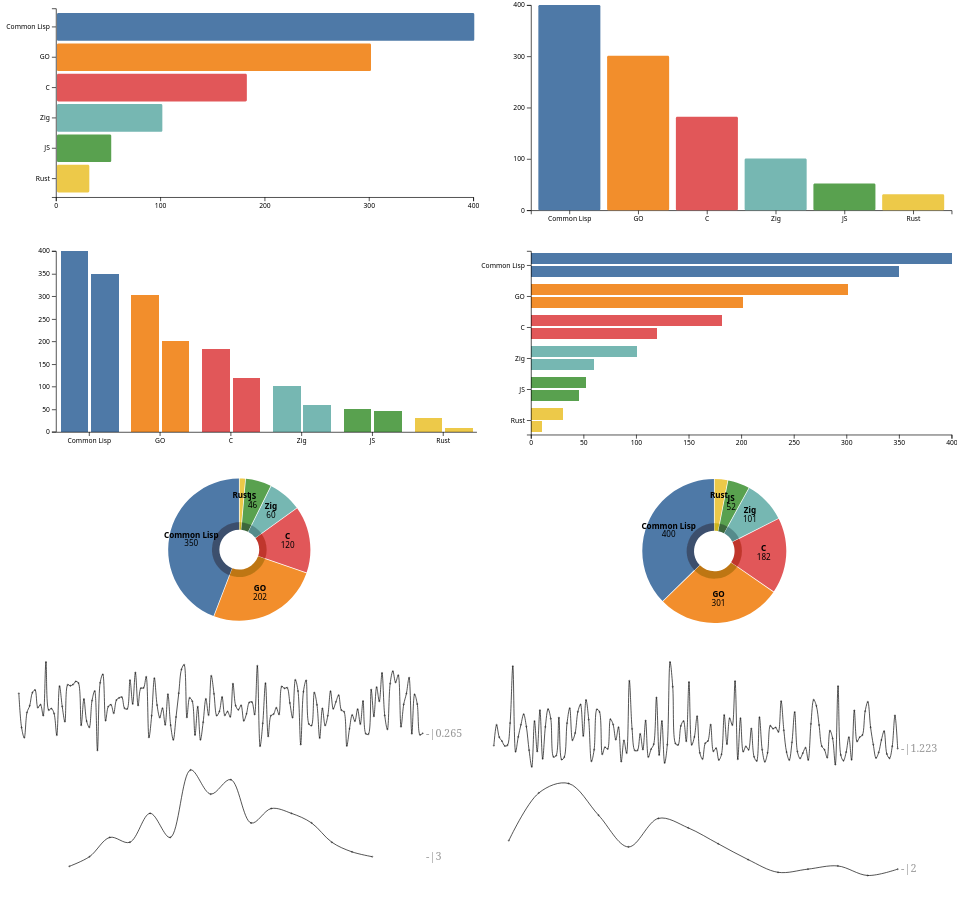 Common Lisp
GO
C
Zig
JS
Rust
0 100 200 300 400
400
300
200
100
0
Common Lisp GO C Zig JS Rust
400
350
300
250
200
150
100
50
0
Common Lisp GO C Zig JS Rust
Common Lisp
GO
C
Zig
JS
Rust
0 50 100 150 200 250 300 350 400
Rust
JS
46
Zig
60
Common Lisp
350
C
120
GO
202
Rust
JS
52
Zig
101
Common Lisp
400
C
182
GO
301
-|0.265
-|1.223
-|3
-|2